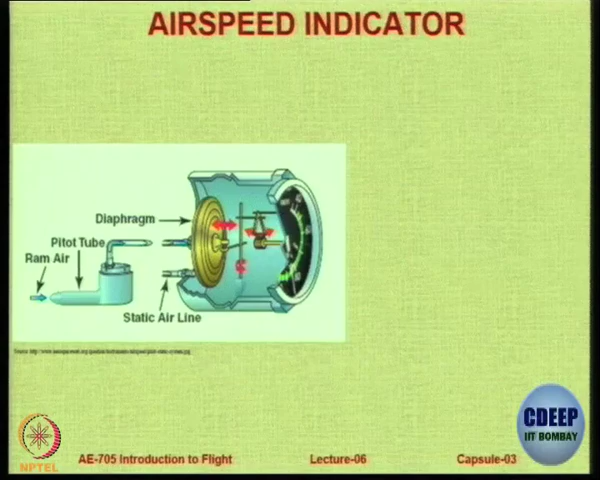 AIRSPEED INDICATOR
Diaphragm
Pitot Tube
Ram Air
Static Air Line
CDEEP
IIT BOMBAY
NPTEL
AE-705 Introduction to Flight
Lecture-06
Capsule-03